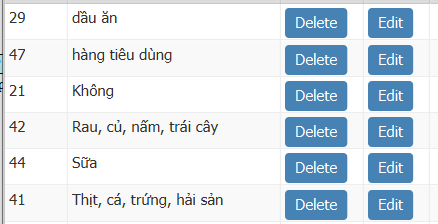 29 dầu ăn Delete Edit
47 hàng tiêu dùng Delete Edit
21 Không Delete Edit
42 Rau, củ, nấm, trái cây Delete Edit
44 Sữa Delete Edit
41 Thịt, cá, trứng, hải sản Delete Edit